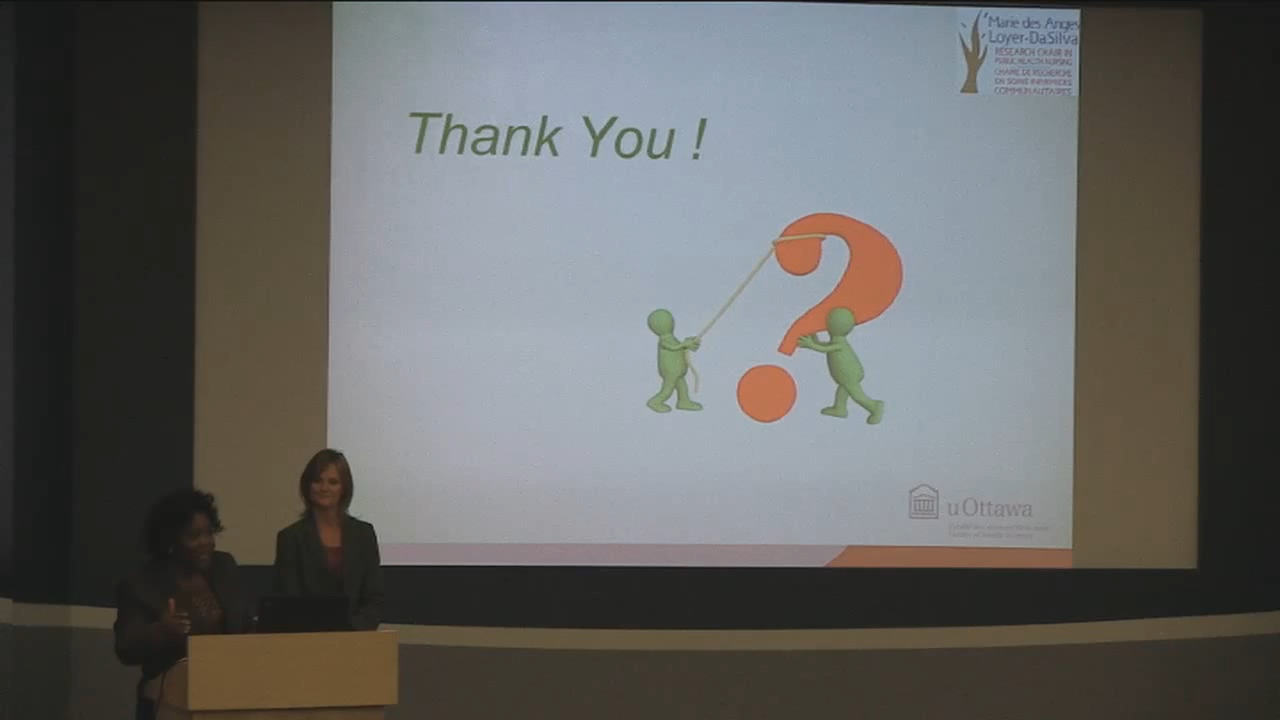 Marie des Anges
Loyer-DaSilva
RESEARCH CHAIR IN
PUBLIC HEALTH NURSING
CHAIRE DE RECHERCHE
EN SOINS INFIRMIERS
COMMUNAUTAIRES
Thank You !
uOttawa